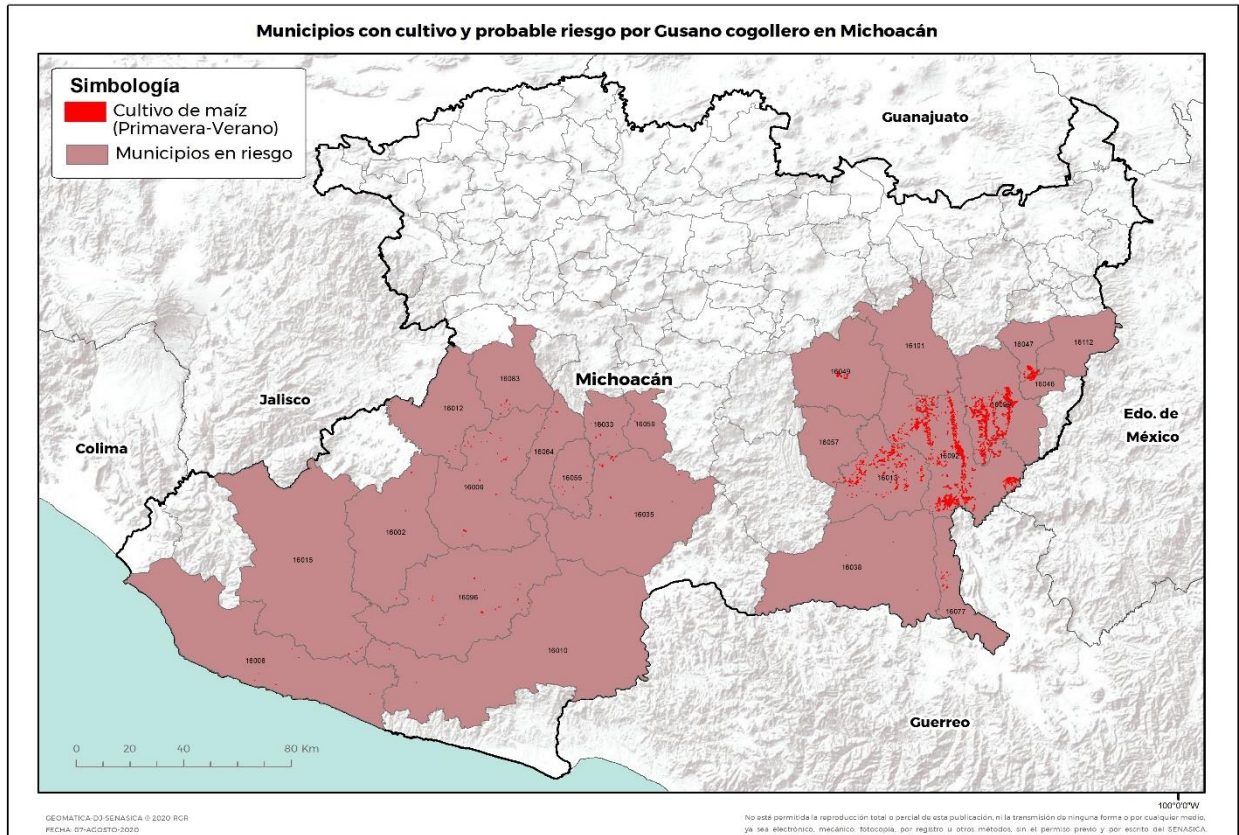 Municipios con cultivo y probable riesgo por Gusano cogollero en Michoacán
Simbología
Cultivo de maíz
(Primavera-Verano)
Municipios en riesgo
Guanajuato
Michoacán
Jalisco
Colima
Edo. de
México
Guerreo
16101
16047
16112
16049
16046
16083
16012
16033
16059
16057
16064
16092
16013
16055
16035
16002
16015
16038
16096
16077
16010
0 20 40 80 Km
100°0'0"W
GEOMATICA-DJ-SENASICA © 2020 RGR
FECHA: 07-AGOSTO-2020
No está permitida la reproducción total o parcial de esta publicación, ni la transmisión de ninguna forma o por cualquier medio,
ya sea electrónico, mecánico, fotocopia, por registro u otros métodos, sin el permiso previo y por escrito del SENASICA.